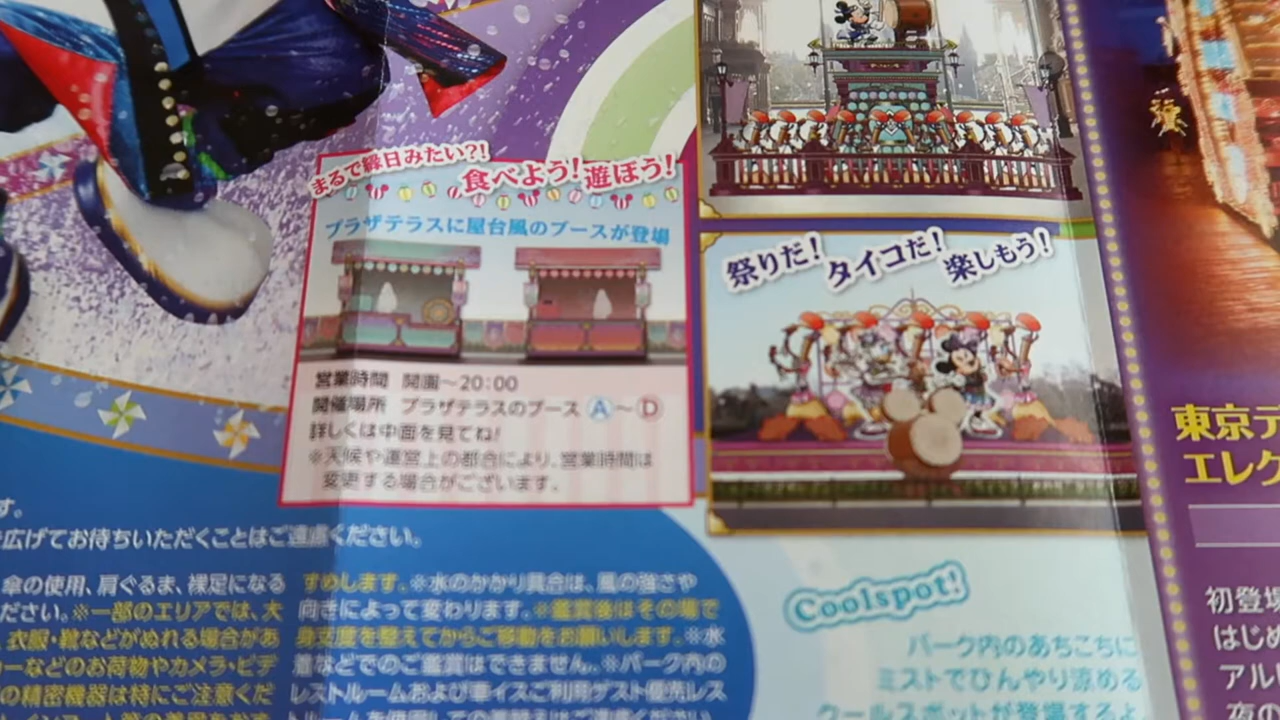 まるで縁日みたい?!
食べよう!遊ぼう!
プラザテラスに屋台風のブースが登場
営業時間 開園~20:00
開催場所 プラザテラスのブース A~D
詳しくは中面を見てね!
※天候や運営上の都合により、営業時間は
変更する場合がございます。
祭りだ!
タイコだ!
楽しもう!
す。
広げてお待ちいただくことはご遠慮ください。
傘の使用、肩ぐるま、裸足になる
ださい。※一部のエリアでは、大
衣服・靴などがぬれる場合があ
ーなどのお荷物やカメラ・ビデ
の精密機器は特にご注意くだ
すめします。※水のかかり具合は、風の強さや
向きによって変わります。※鑑賞後はその場で
身支度を整えてからご移動をお願いします。※水
着などでのご鑑賞はできません。※パーク内の
レストルームおよび車イスご利用ゲスト優先レス
Coolspot!
パーク内のあちこちに
ミストでひんやり涼める
クールスポットが登場するよ
東京デ
エレク
初登場
はじめ
アル
夜の